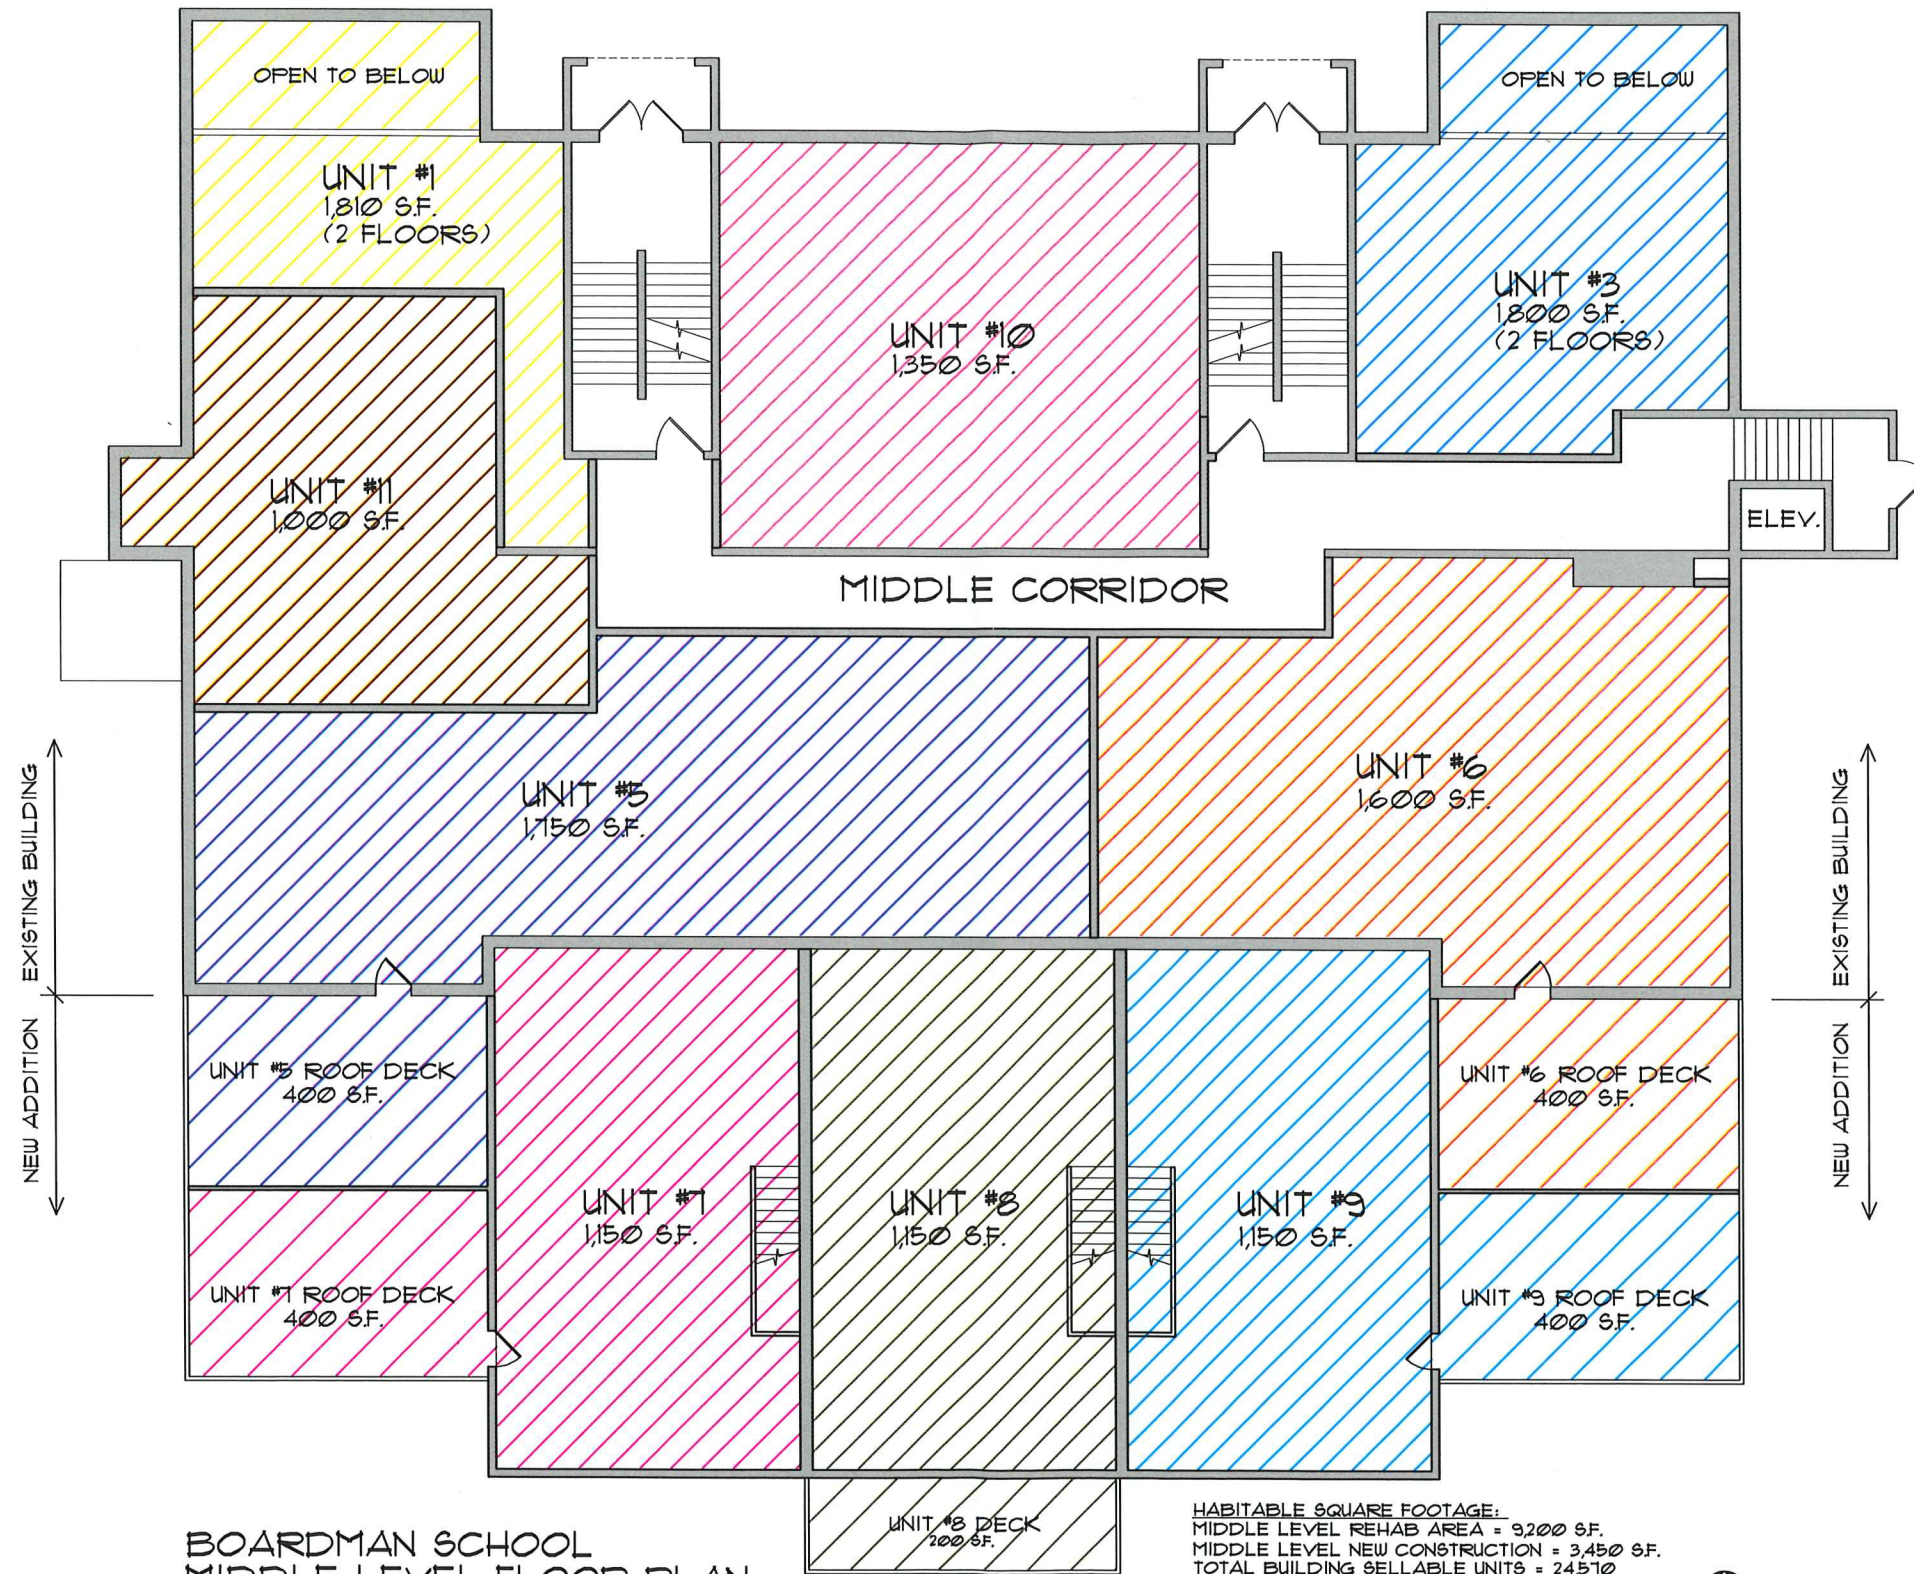 OPEN TO BELOW
OPEN TO BELOW
UNIT #1
1,810 S.F.
(2 FLOORS)
UNIT #3
1,800 S.F.
(2 FLOORS)
UNIT #10
1,350 S.F.
UNIT #11
1,000 S.F.
ELEV.
MIDDLE CORRIDOR
UNIT #5
1,750 S.F.
UNIT #6
1,600 S.F.
EXISTING BUILDING
EXISTING BUILDING
NEW ADDITION
NEW ADDITION
UNIT #5 ROOF DECK
400 S.F.
UNIT #6 ROOF DECK
400 S.F.
UNIT #7
1,150 S.F.
UNIT #8
1,150 S.F.
UNIT #9
1,150 S.F.
UNIT #7 ROOF DECK
400 S.F.
UNIT #9 ROOF DECK
400 S.F.
UNIT #8 DECK
200 S.F.
BOARDMAN SCHOOL
MIDDLE LEVEL FLOOR PLAN
HABITABLE SQUARE FOOTAGE:
MIDDLE LEVEL REHAB AREA = 9,200 S.F.
MIDDLE LEVEL NEW CONSTRUCTION = 3,450 S.F.
TOTAL BUILDING SELLABLE UNITS = 24,570